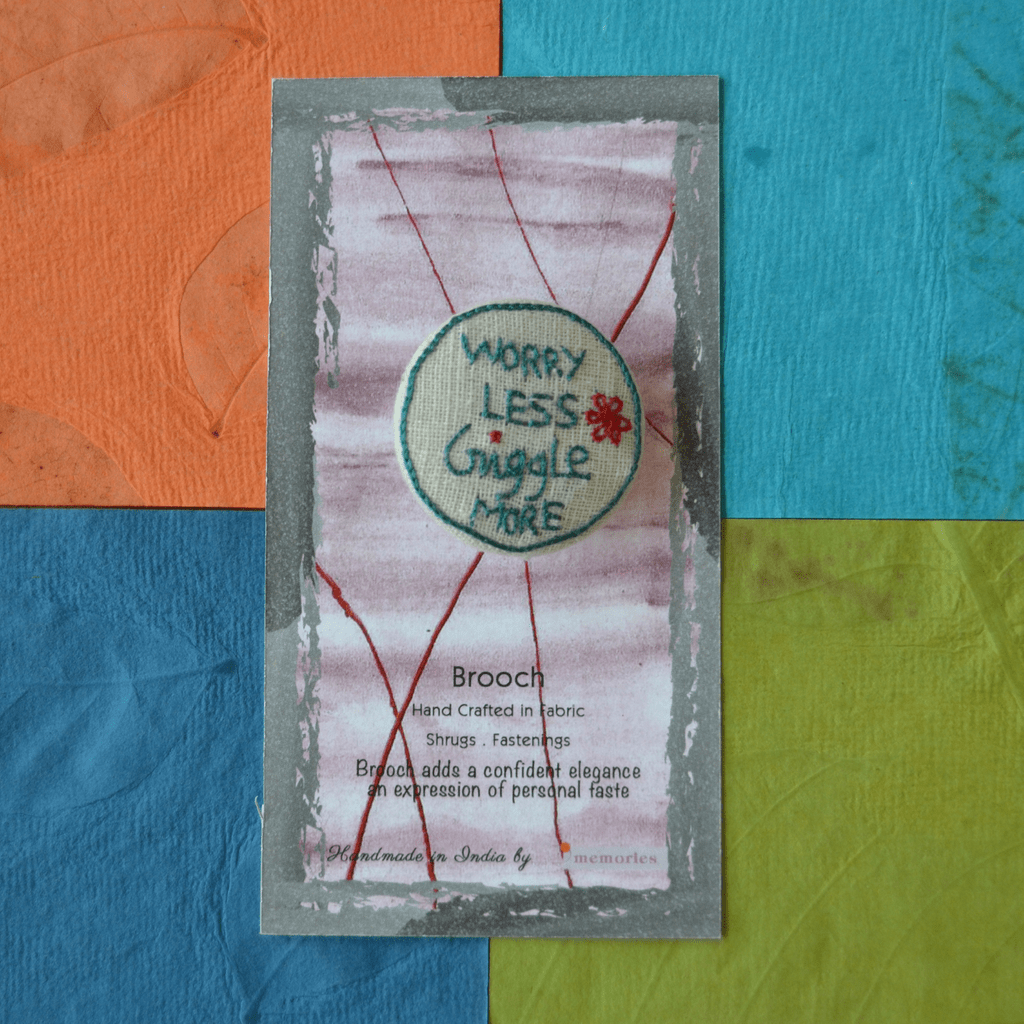 WORRY
LESS
GiggLE
MORE
Brooch
Hand Crafted in Fabric
Shrugs . Fastenings
Brooch adds a confident elegance
an expression of personal taste
Handmade in India by memories